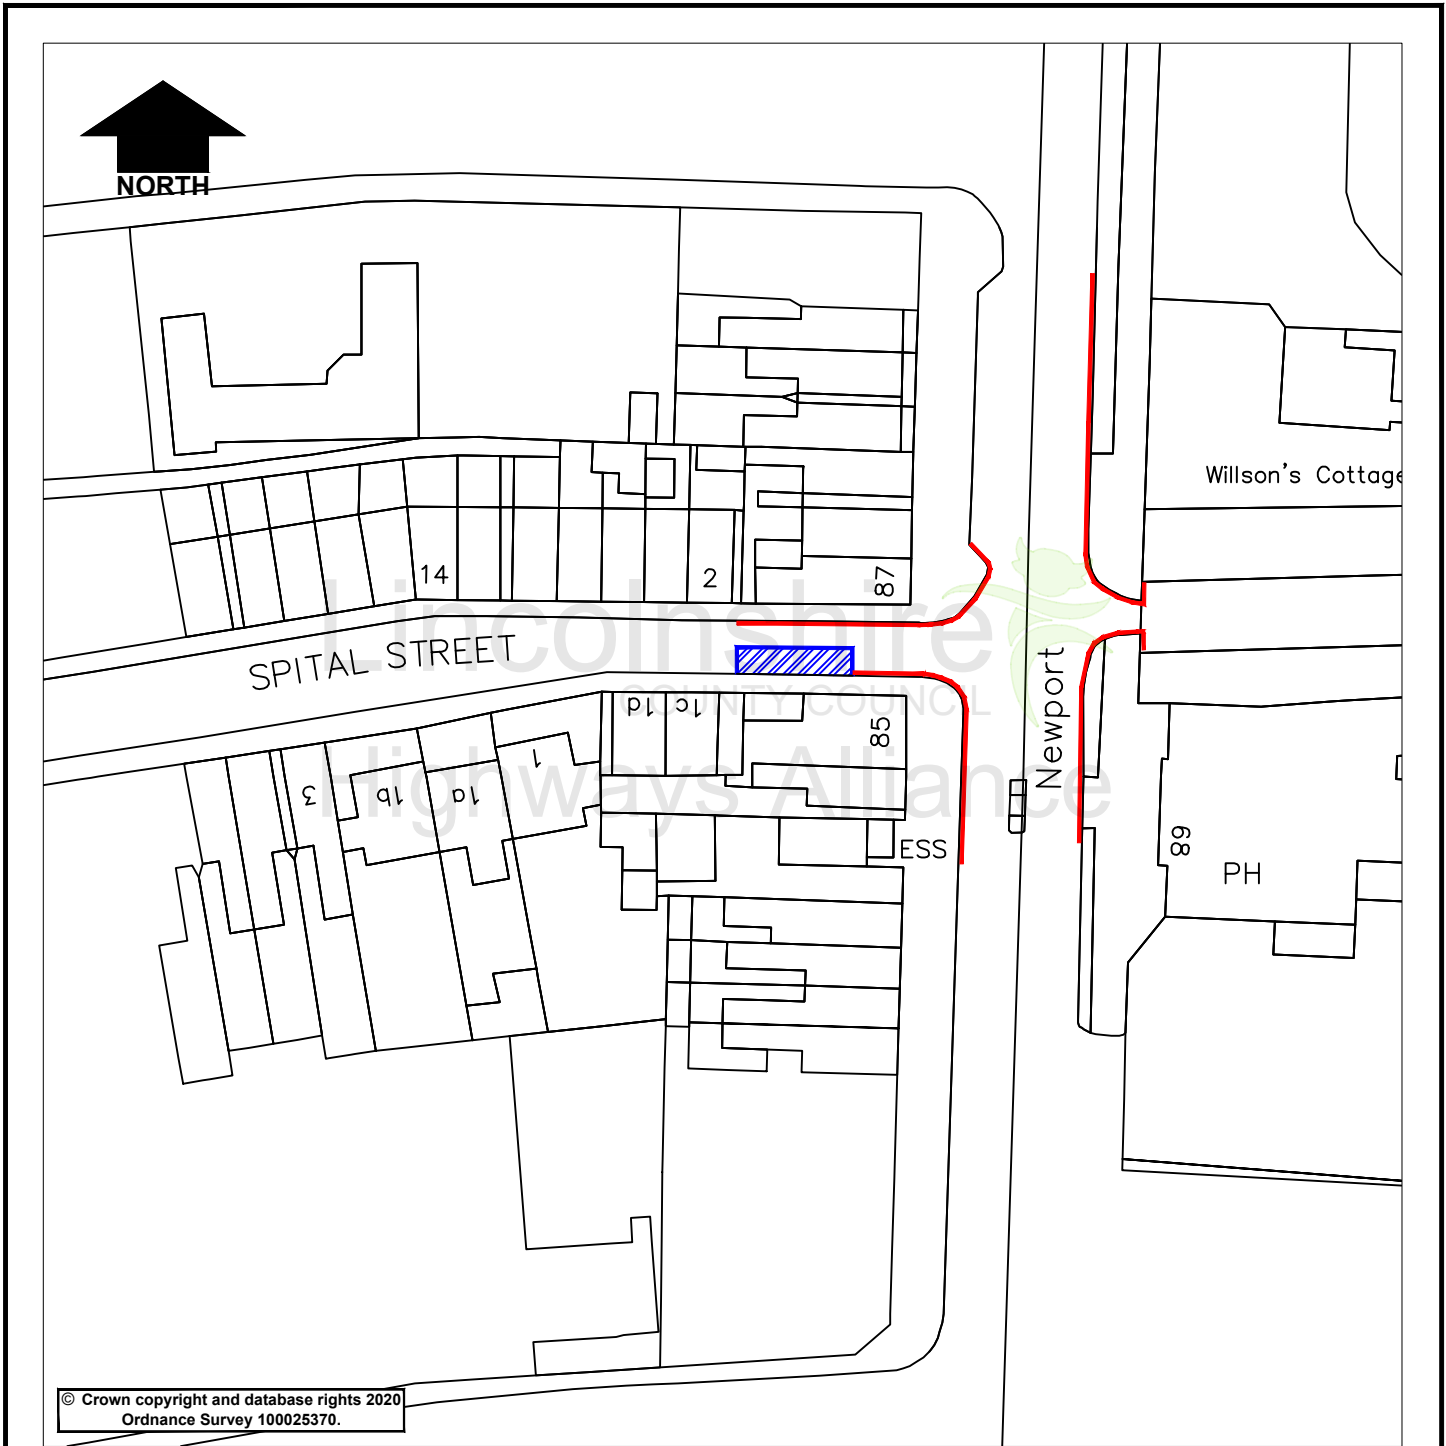 NORTH
Willson's Cottage
14
2
87
SPITAL STREET
Lincolnshire
COUNTY COUNCIL
Highways Alliance
Newport
1d
1c
85
1
3
1b
1a
ESS
89
PH
© Crown copyright and database rights 2020
Ordnance Survey 100025370.